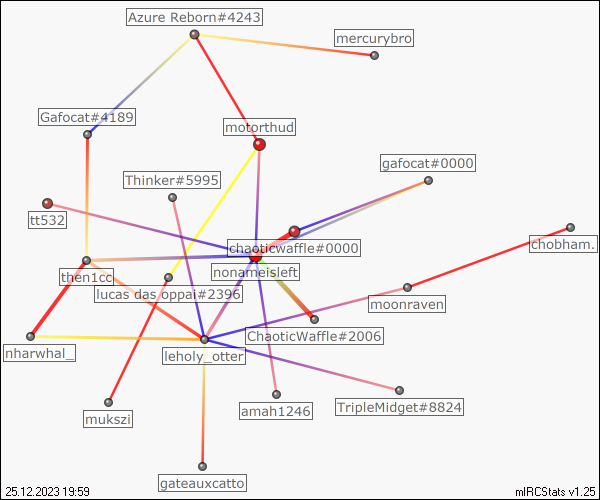 Azure Reborn#4243
mercurybro
Gafocat#4189
motorthud
gafocat#0000
Thinker#5995
tt532
chaoticwaffle#0000
chobham.
nonameisleft
then1cc
lucas das oppai#2396
moonraven
ChaoticWaffle#2006
nharwhal_
leholy_otter
mukszi
amah1246
TripleMidget#8824
gateauxcatto
25.12.2023 19:59
mIRCStats v1.25